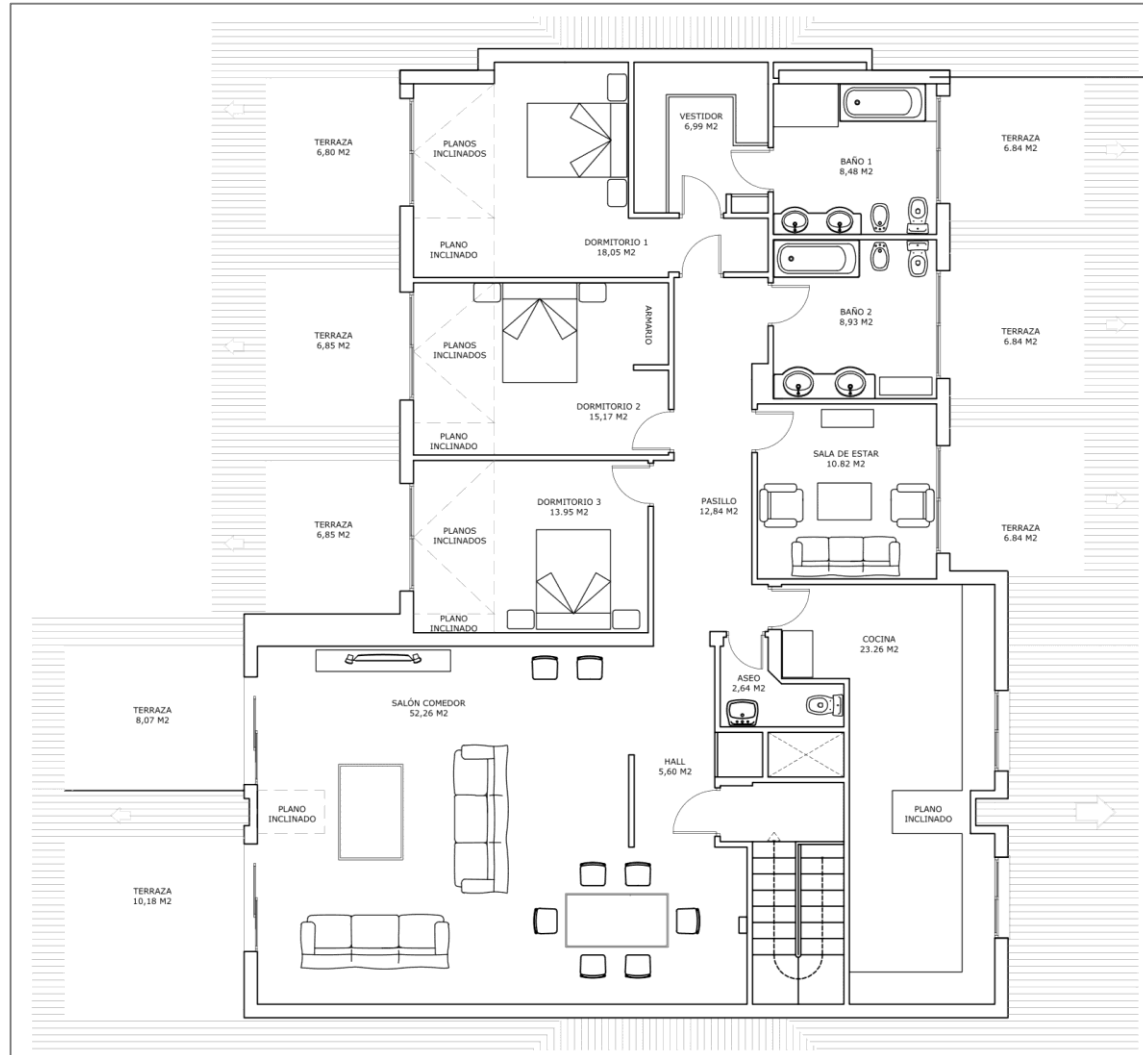 VESTIDOR
6,99 M2
TERRAZA
6,80 M2
PLANOS
INCLINADOS
BAÑO 1
8,48 M2
TERRAZA
6.84 M2
PLANO
INCLINADO
DORMITORIO 1
18,05 M2
TERRAZA
6,85 M2
PLANOS
INCLINADOS
ARMARIO
BAÑO 2
8,93 M2
TERRAZA
6.84 M2
DORMITORIO 2
15,17 M2
PLANO
INCLINADO
SALA DE ESTAR
10.82 M2
TERRAZA
6,85 M2
PLANOS
INCLINADOS
DORMITORIO 3
13.95 M2
PASILLO
12,84 M2
TERRAZA
6.84 M2
PLANO
INCLINADO
COCINA
23.26 M2
ASEO
2,64 M2
TERRAZA
8,07 M2
SALÓN COMEDOR
52,26 M2
HALL
5,60 M2
PLANO
INCLINADO
PLANO
INCLINADO
TERRAZA
10,18 M2